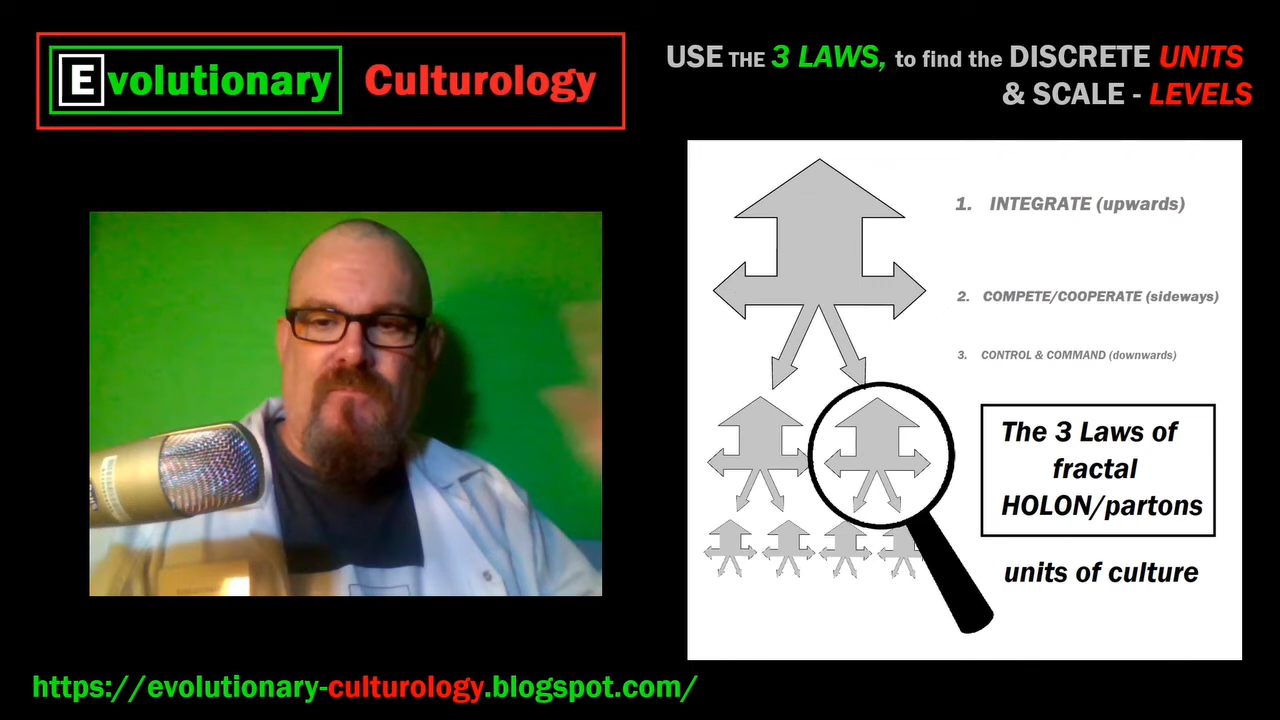 Evolutionary Culturology
USE THE 3 LAWS, to find the DISCRETE UNITS
& SCALE - LEVELS
1. INTEGRATE (upwards)
2. COMPETE/COOPERATE (sideways)
3. CONTROL & COMMAND (downwards)
The 3 Laws of
fractal
HOLON/partons
units of culture
https://evolutionary-culturology.blogspot.com/